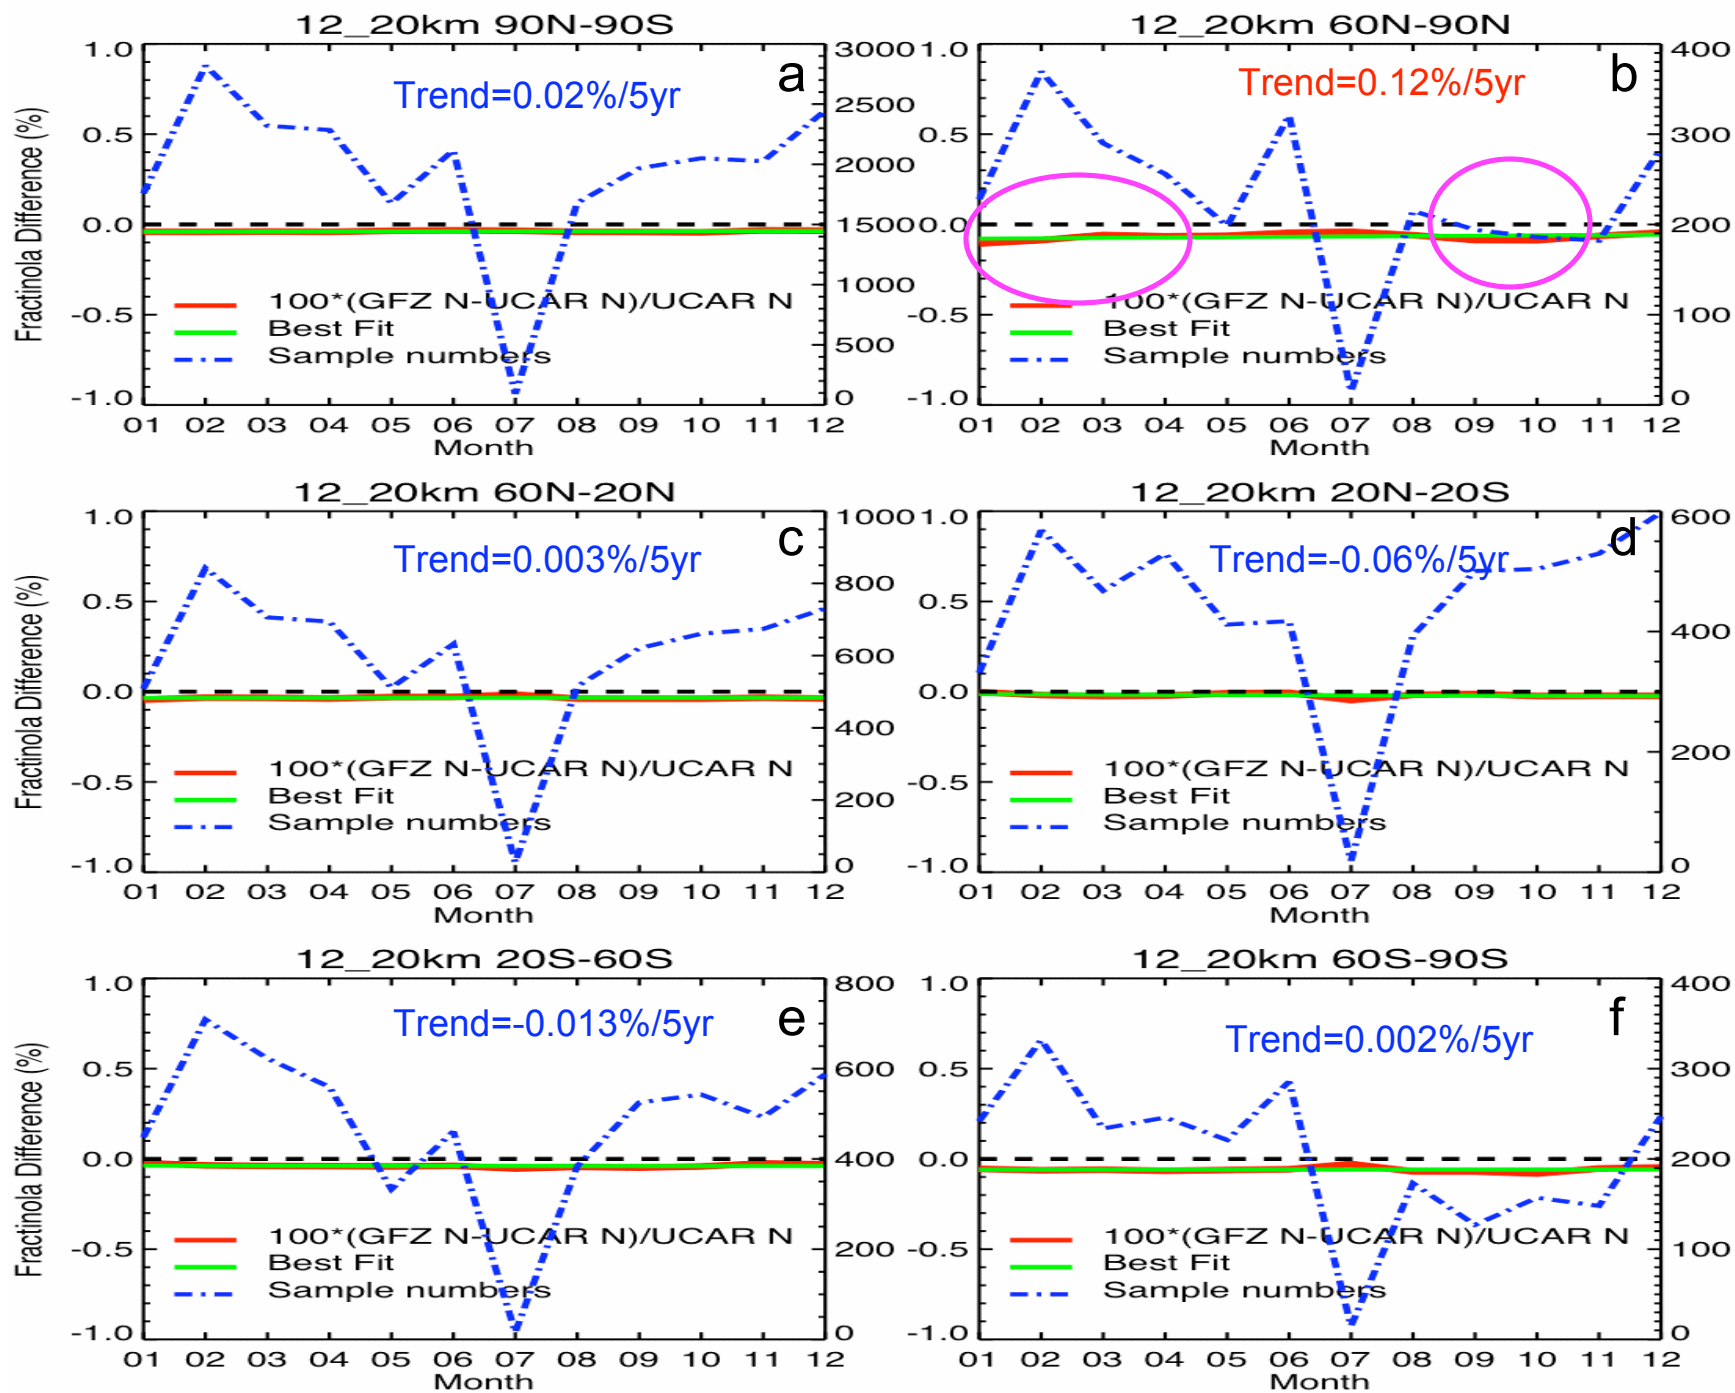 12_20km 90N-90S
a
Trend=0.02%/5yr
Fractinola Difference (%)
1.0
0.5
0.0
-0.5
-1.0
3000
2500
2000
1500
1000
500
0
100*(GFZ N-UCAR N)/UCAR N
Best Fit
Sample numbers
01 02 03 04 05 06 07 08 09 10 11 12
Month
12_20km 60N-90N
b
Trend=0.12%/5yr
1.0
0.5
0.0
-0.5
-1.0
400
300
200
100
0
100*(GFZ N-UCAR N)/UCAR N
Best Fit
Sample numbers
01 02 03 04 05 06 07 08 09 10 11 12
Month
12_20km 60N-20N
c
Trend=0.003%/5yr
Fractinola Difference (%)
1.0
0.5
0.0
-0.5
-1.0
1000
800
600
400
200
0
100*(GFZ N-UCAR N)/UCAR N
Best Fit
Sample numbers
01 02 03 04 05 06 07 08 09 10 11 12
Month
12_20km 20N-20S
d
Trend=-0.06%/5yr
1.0
0.5
0.0
-0.5
-1.0
600
400
200
0
100*(GFZ N-UCAR N)/UCAR N
Best Fit
Sample numbers
01 02 03 04 05 06 07 08 09 10 11 12
Month
12_20km 20S-60S
e
Trend=-0.013%/5yr
Fractinola Difference (%)
1.0
0.5
0.0
-0.5
-1.0
800
600
400
200
0
100*(GFZ N-UCAR N)/UCAR N
Best Fit
Sample numbers
01 02 03 04 05 06 07 08 09 10 11 12
Month
12_20km 60S-90S
f
Trend=0.002%/5yr
1.0
0.5
0.0
-0.5
-1.0
400
300
200
100
0
100*(GFZ N-UCAR N)/UCAR N
Best Fit
Sample numbers
01 02 03 04 05 06 07 08 09 10 11 12
Month